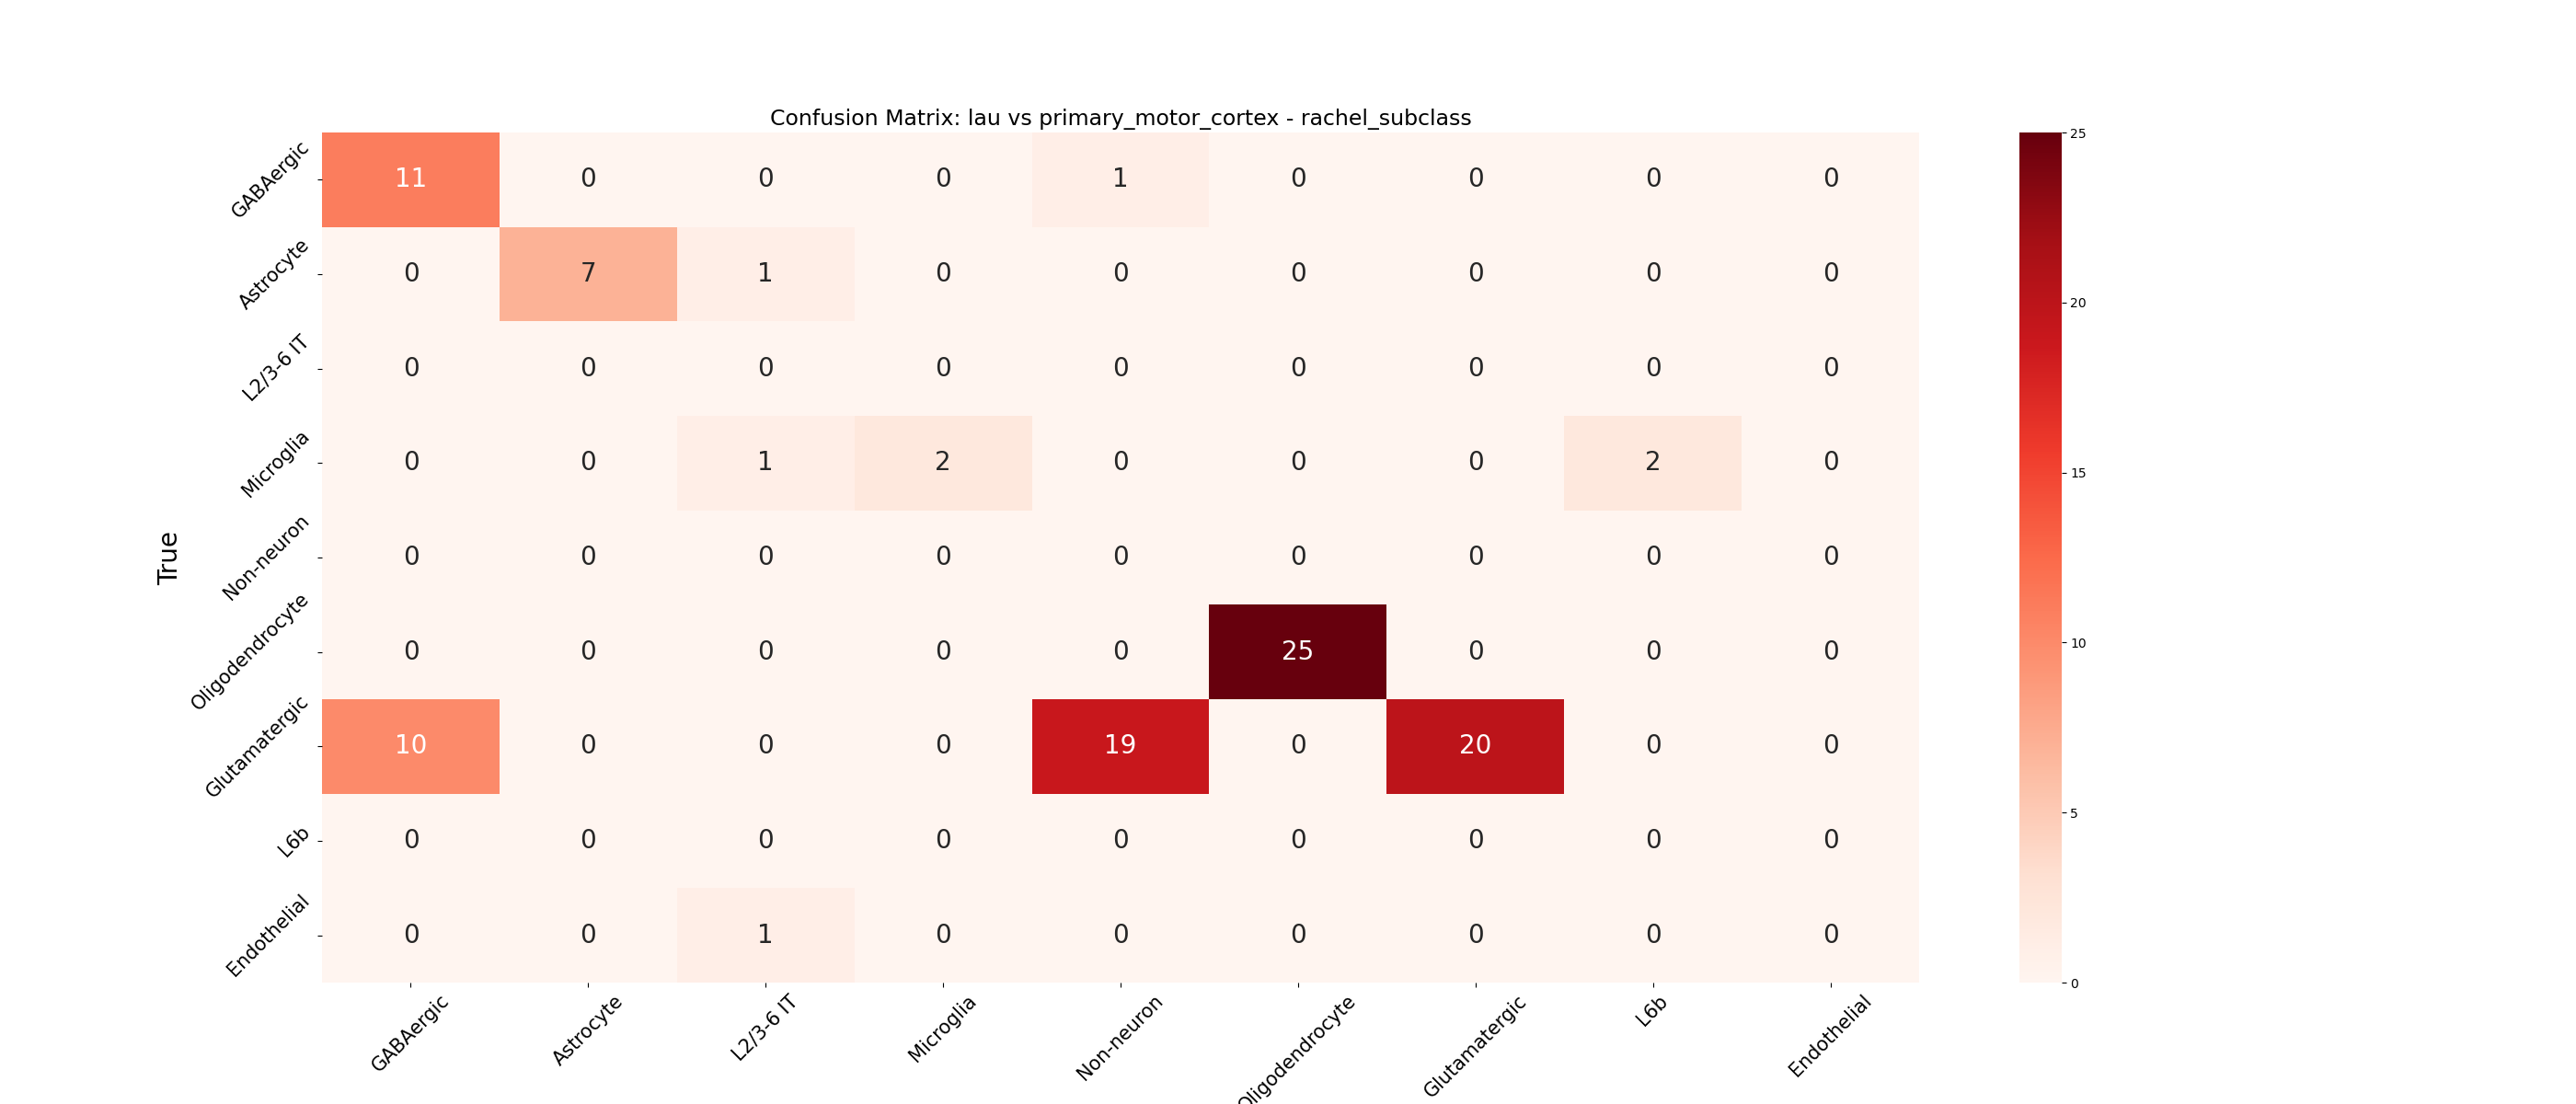 Confusion Matrix: lau vs primary_motor_cortex - rachel_subclass
True
GABAergic 11 0 0 0 1 0 0 0 0
Astrocyte 0 7 1 0 0 0 0 0 0
L2/3-6 IT 0 0 0 0 0 0 0 0 0
Microglia 0 0 1 2 0 0 0 2 0
Non-neuron 0 0 0 0 0 0 0 0 0
Oligodendrocyte 0 0 0 0 0 25 0 0 0
Glutamatergic 10 0 0 0 19 0 20 0 0
L6b 0 0 0 0 0 0 0 0 0
Endothelial 0 0 1 0 0 0 0 0 0
GABAergic Astrocyte L2/3-6 IT Microglia Non-neuron Oligodendrocyte Glutamatergic L6b Endothelial
25
20
15
10
5
0